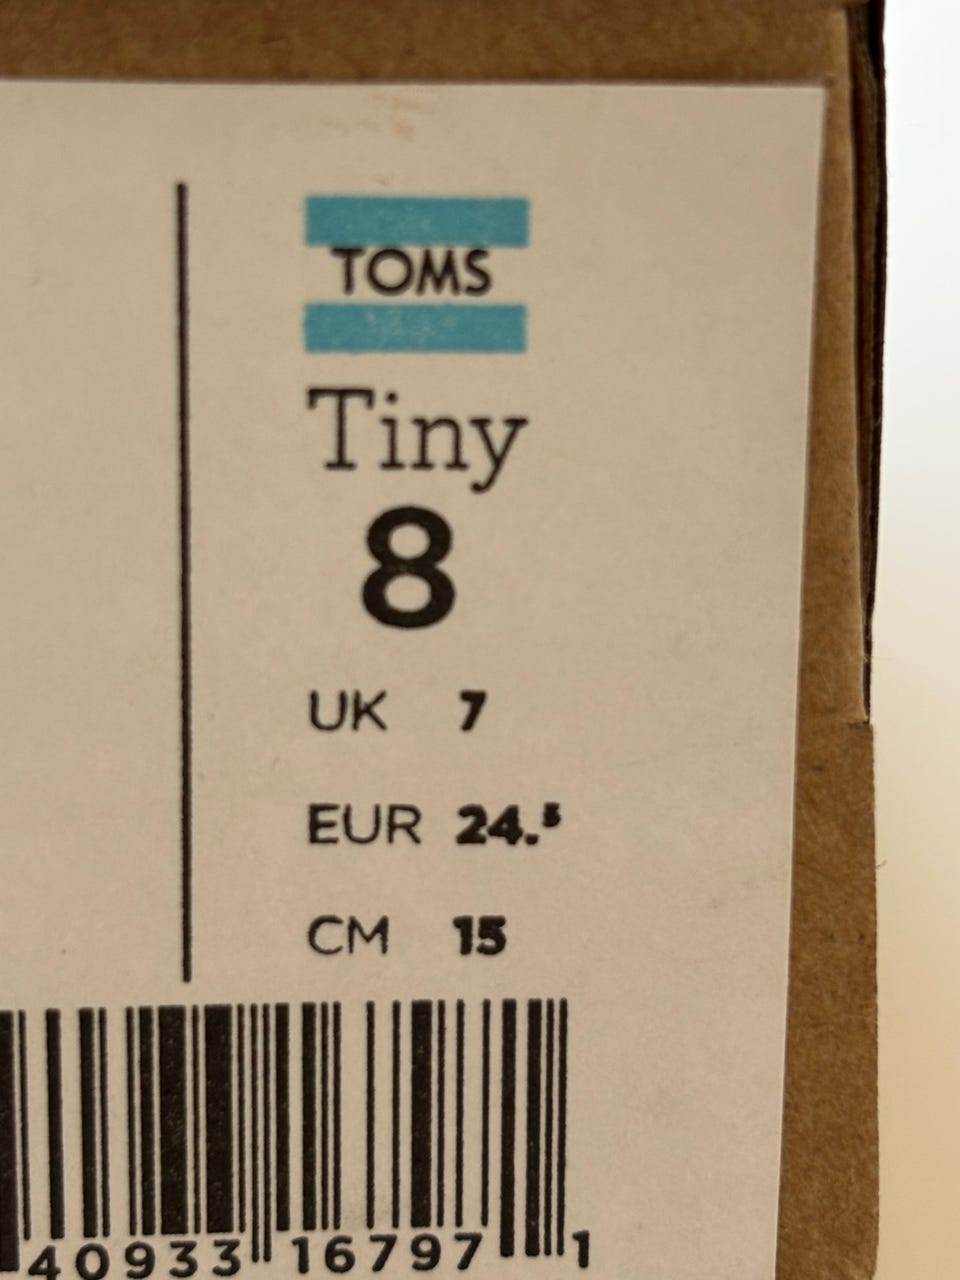 TOMS
Tiny
8
UK 7
EUR 24.5
CM 15
40933 16797 1